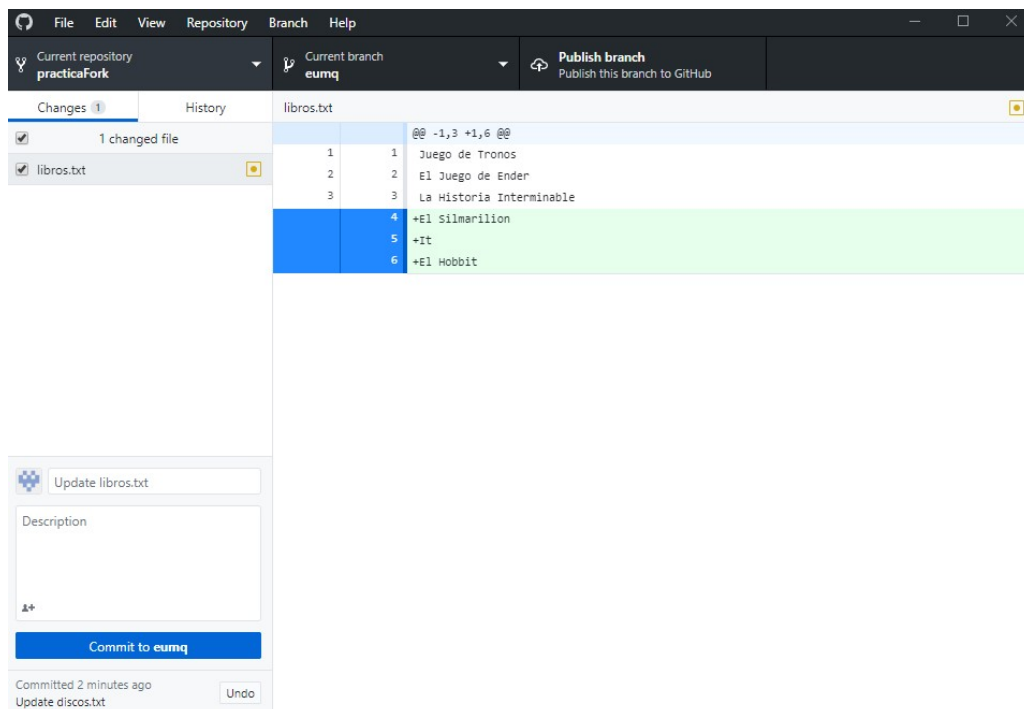 File Edit View Repository Branch Help
Current repository
practicaFork
Current branch
eumq
Publish branch
Publish this branch to GitHub
Changes 1 History
libros.txt
1 changed file
libros.txt
@@ -1,3 +1,6 @@
1 1 Juego de Tronos
2 2 El Juego de Ender
3 3 La Historia Interminable
4 +El Silmarilion
5 +It
6 +El Hobbit
Update libros.txt
Description
Commit to eumq
Committed 2 minutes ago
Update discos.txt
Undo